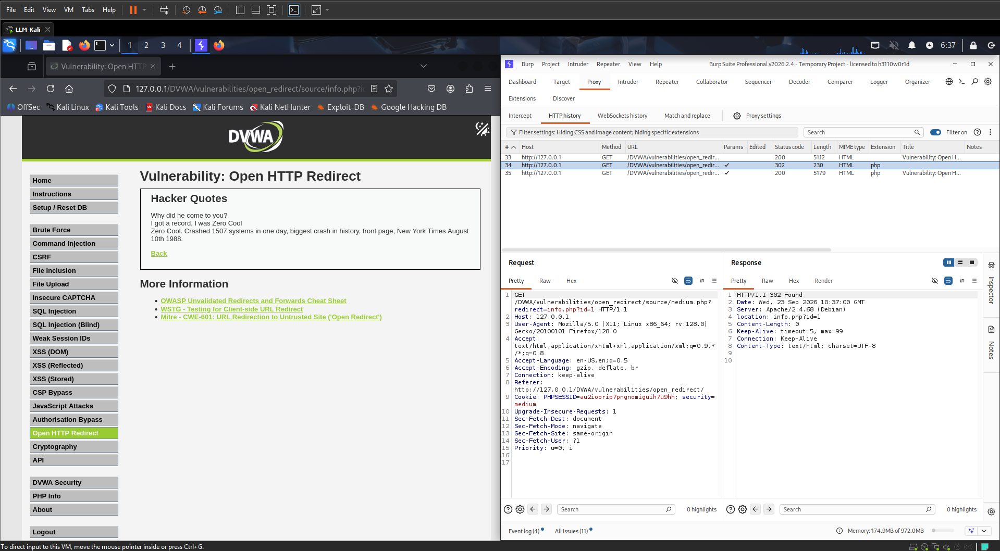 File Edit View VM Tabs Help
LLM-Kali
1 2 3 4
6:37
Vulnerability: Open HTTP
127.0.0.1/DVWA/vulnerabilities/open_redirect/source/info.php?i
OffSec Kali Linux Kali Tools Kali Docs Kali Forums Kali NetHunter Exploit-DB Google Hacking DB
DVWA
Home
Instructions
Setup / Reset DB
Brute Force
Command Injection
CSRF
File Inclusion
File Upload
Insecure CAPTCHA
SQL Injection
SQL Injection (Blind)
Weak Session IDs
XSS (DOM)
XSS (Reflected)
XSS (Stored)
CSP Bypass
JavaScript Attacks
Authorisation Bypass
Open HTTP Redirect
Cryptography
API
DVWA Security
PHP Info
About
Logout
Vulnerability: Open HTTP Redirect
Hacker Quotes
Why did he come to you?
I got a record, I was Zero Cool
Zero Cool. Crashed 1507 systems in one day, biggest crash in history, front page, New York Times August
10th 1988.
Back
More Information
OWASP Unvalidated Redirects and Forwards Cheat Sheet
WSTG - Testing for Client-side URL Redirect
Mitre - CWE-601: URL Redirection to Untrusted Site ('Open Redirect')
Burp Project Intruder Repeater View Help Burp Suite Professional v2026.2.4 - Temporary Project - licensed to h3110w0r1d
Dashboard Target Proxy Intruder Repeater Collaborator Sequencer Decoder Comparer Logger Organizer
Extensions Discover
Intercept HTTP history WebSockets history Match and replace Proxy settings
Filter settings: Hiding CSS and image content; hiding specific extensions Search Filter on
# Host Method URL Params Edited Status code Length MIME type Extension Title Notes
33 http://127.0.0.1 GET /DVWA/vulnerabilities/open_redir... 200 5112 HTML Vulnerability: Open H...
34 http://127.0.0.1 GET /DVWA/vulnerabilities/open_redir... ✓ 302 230 HTML php
35 http://127.0.0.1 GET /DVWA/vulnerabilities/open_redir... ✓ 200 5179 HTML php Vulnerability: Open H...
Request
Pretty Raw Hex \n
1 GET
/DVWA/vulnerabilities/open_redirect/source/medium.php?
redirect=info.php?id=1 HTTP/1.1
2 Host: 127.0.0.1
3 User-Agent: Mozilla/5.0 (X11; Linux x86_64; rv:128.0)
Gecko/20100101 Firefox/128.0
4 Accept:
text/html,application/xhtml+xml,application/xml;q=0.9,*
/*;q=0.8
5 Accept-Language: en-US,en;q=0.5
6 Accept-Encoding: gzip, deflate, br
7 Connection: keep-alive
8 Referer:
http://127.0.0.1/DVWA/vulnerabilities/open_redirect/
9 Cookie: PHPSESSID=au2ioorip7pngnomiguih7u9hh; security=
medium
10 Upgrade-Insecure-Requests: 1
11 Sec-Fetch-Dest: document
12 Sec-Fetch-Mode: navigate
13 Sec-Fetch-Site: same-origin
14 Sec-Fetch-User: ?1
15 Priority: u=0, i
16
17
Search 0 highlights
Response
Pretty Raw Hex Render \n
1 HTTP/1.1 302 Found
2 Date: Wed, 23 Sep 2026 10:37:00 GMT
3 Server: Apache/2.4.68 (Debian)
4 location: info.php?id=1
5 Content-Length: 0
6 Keep-Alive: timeout=5, max=99
7 Connection: Keep-Alive
8 Content-Type: text/html; charset=UTF-8
9
10
Search 0 highlights
Inspector
Notes
Event log (4) All issues (11) Memory: 174.9MB of 972.0MB
To direct input to this VM, move the mouse pointer inside or press Ctrl+G.